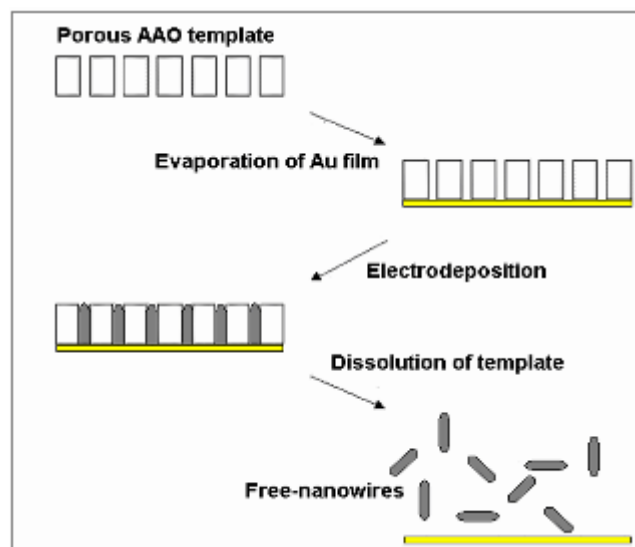 Porous AAO template
Evaporation of Au film
Electrodeposition
Dissolution of template
Free-nanowires